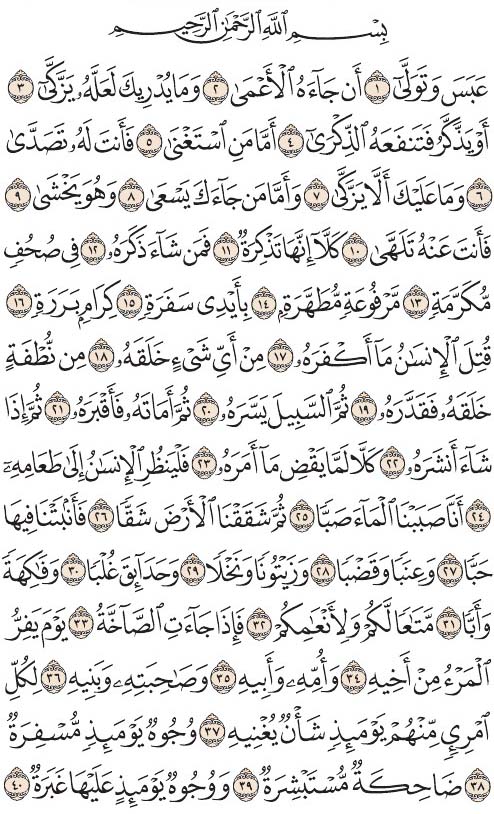 بِسْمِ ٱللَّهِ ٱلرَّحْمَٰنِ ٱلرَّحِيمِ
عَبَسَ وَتَوَلَّىٰٓ ١ أَن جَآءَهُ ٱلْأَعْمَىٰ ٢ وَمَا يُدْرِيكَ لَعَلَّهُۥ يَزَّكَّىٰٓ ٣
أَوْ يَذَّكَّرُ فَتَنفَعَهُ ٱلذِّكْرَىٰٓ ٤ أَمَّا مَنِ ٱسْتَغْنَىٰ ٥ فَأَنتَ لَهُۥ تَصَدَّىٰ
٦ وَمَا عَلَيْكَ أَلَّا يَزَّكَّىٰ ٧ وَأَمَّا مَن جَآءَكَ يَسْعَىٰ ٨ وَهُوَ يَخْشَىٰ ٩
فَأَنتَ عَنْهُ تَلَهَّىٰ ١٠ كَلَّآ إِنَّهَا تَذْكِرَةٌ ١١ فَمَن شَآءَ ذَكَرَهُۥ ١٢ فِى صُحُفٍ
مُّكَرَّمَةٍ ١٣ مَّرْفُوعَةٍ مُّطَهَّرَةٍۭ ١٤ بِأَيْدِى سَفَرَةٍ ١٥ كِرَامٍۭ بَرَرَةٍ ١٦
قُتِلَ ٱلْإِنسَٰنُ مَآ أَكْفَرَهُۥ ١٧ مِنْ أَىِّ شَىْءٍ خَلَقَهُۥ ١٨ مِن نُّطْفَةٍ
خَلَقَهُۥ فَقَدَّرَهُۥ ١٩ ثُمَّ ٱلسَّبِيلَ يَسَّرَهُۥ ٢٠ ثُمَّ أَمَاتَهُۥ فَأَقْبَرَهُۥ ٢١ ثُمَّ إِذَا
شَآءَ أَنشَرَهُۥ ٢٢ كَلَّا لَمَّا يَقْضِ مَآ أَمَرَهُۥ ٢٣ فَلْيَنظُرِ ٱلْإِنسَٰنُ إِلَىٰ طَعَامِهِۦٓ
٢٤ أَنَّا صَبَبْنَا ٱلْمَآءَ صَبًّا ٢٥ ثُمَّ شَقَقْنَا ٱلْأَرْضَ شَقًّا ٢٦ فَأَنۢبَتْنَا فِيهَا
حَبًّا ٢٧ وَعِنَبًا وَقَضْبًا ٢٨ وَزَيْتُونًا وَنَخْلًا ٢٩ وَحَدَآئِقَ غُلْبًا ٣٠ وَفَٰكِهَةً
وَأَبًّا ٣١ مَّتَٰعًا لَّكُمْ وَلِأَنْعَٰمِكُمْ ٣٢ فَإِذَا جَآءَتِ ٱلصَّآخَّةُ ٣٣ يَوْمَ يَفِرُّ
ٱلْمَرْءُ مِنْ أَخِيهِ ٣٤ وَأُمِّهِۦ وَأَبِيهِ ٣٥ وَصَٰحِبَتِهِۦ وَبَنِيهِ ٣٦ لِكُلِّ
ٱمْرِئٍ مِّنْهُمْ يَوْمَئِذٍ شَأْنٌ يُغْنِيهِ ٣٧ وُجُوهٌ يَوْمَئِذٍ مُّسْفِرَةٌ
٣٨ ضَاحِكَةٌ مُّسْتَبْشِرَةٌ ٣٩ وَوُجُوهٌ يَوْمَئِذٍ عَلَيْهَا غَبَرَةٌ ٤٠